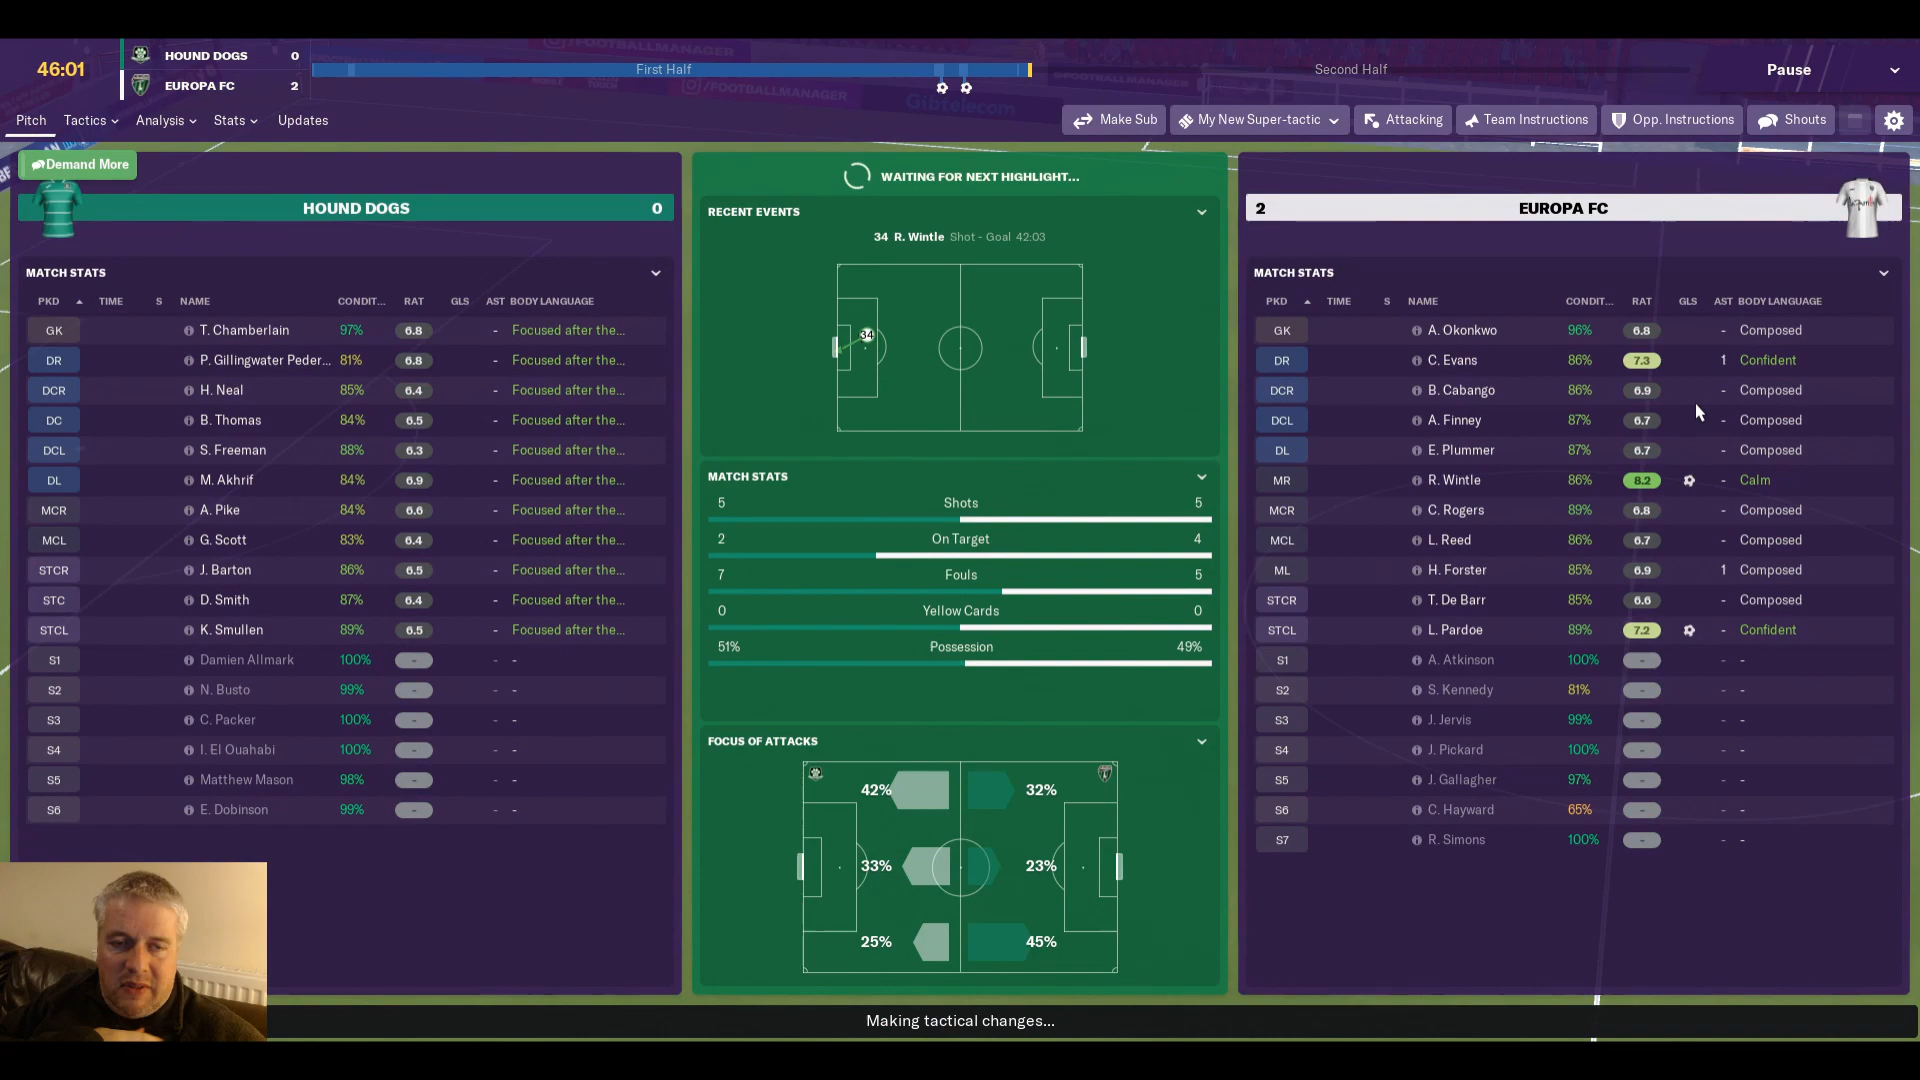 46:01
HOUND DOGS 0
EUROPA FC 2
First Half
Second Half
Pause
@/FOOTBALLMANAGER
Gibtelecom
Pitch Tactics Analysis Stats Updates
Make Sub My New Super-tactic Attacking Team Instructions Opp. Instructions Shouts
Demand More
HOUND DOGS 0
MATCH STATS
PKD TIME S NAME CONDIT... RAT GLS AST BODY LANGUAGE
GK T. Chamberlain 97% 6.8 - Focused after the...
DR P. Gillingwater Peder... 81% 6.8 - Focused after the...
DCR H. Neal 85% 6.4 - Focused after the...
DC B. Thomas 84% 6.5 - Focused after the...
DCL S. Freeman 88% 6.3 - Focused after the...
DL M. Akhrif 84% 6.9 - Focused after the...
MCR A. Pike 84% 6.6 - Focused after the...
MCL G. Scott 83% 6.4 - Focused after the...
STCR J. Barton 86% 6.5 - Focused after the...
STC D. Smith 87% 6.4 - Focused after the...
STCL K. Smullen 89% 6.5 - Focused after the...
S1 Damien Allmark 100% - - -
S2 N. Busto 99% - - -
S3 C. Packer 100% - - -
S4 I. El Ouahabi 100% - - -
S5 Matthew Mason 98% - - -
S6 E. Dobinson 99% - - -
WAITING FOR NEXT HIGHLIGHT...
RECENT EVENTS
34 R. Wintle Shot - Goal 42:03
34
MATCH STATS
5 Shots 5
2 On Target 4
7 Fouls 5
0 Yellow Cards 0
51% Possession 49%
FOCUS OF ATTACKS
42% 32%
33% 23%
25% 45%
2 EUROPA FC
MATCH STATS
PKD TIME S NAME CONDIT... RAT GLS AST BODY LANGUAGE
GK A. Okonkwo 96% 6.8 - Composed
DR C. Evans 86% 7.3 1 Confident
DCR B. Cabango 86% 6.9 - Composed
DCL A. Finney 87% 6.7 - Composed
DL E. Plummer 87% 6.7 - Composed
MR R. Wintle 86% 8.2 - Calm
MCR C. Rogers 89% 6.8 - Composed
MCL L. Reed 86% 6.7 - Composed
ML H. Forster 85% 6.9 1 Composed
STCR T. De Barr 85% 6.6 - Composed
STCL L. Pardoe 89% 7.2 - Confident
S1 A. Atkinson 100% - - -
S2 S. Kennedy 81% - - -
S3 J. Jervis 99% - - -
S4 J. Pickard 100% - - -
S5 J. Gallagher 97% - - -
S6 C. Hayward 65% - - -
S7 R. Simons 100% - - -
Making tactical changes...